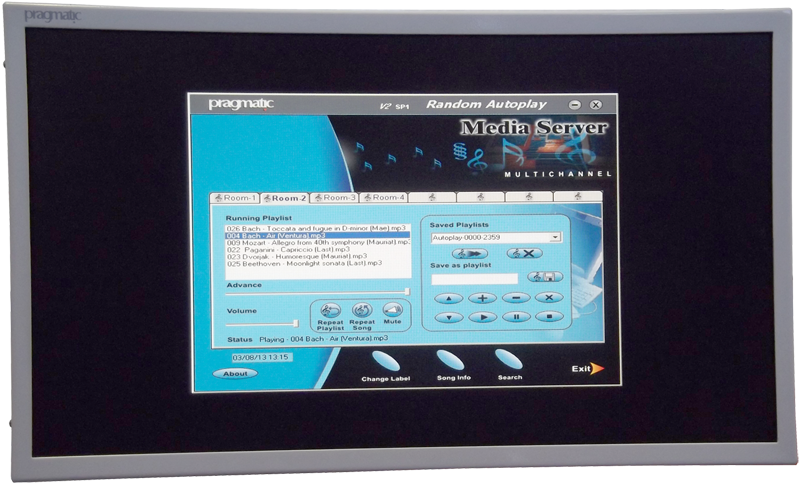 pragmatic
pragmatic V2 SP1 Random Autoplay
Media Server
MULTICHANNEL
Room-1 Room-2 Room-3 Room-4
Running Playlist
026 Bach - Toccata and fugue in D-minor (Mae).mp3
004 Bach - Air (Ventura).mp3
009 Mozart - Allegro from 40th symphony (Mauriat).mp3
022 Paganini - Capriccio (Last).mp3
023 Dvorjak - Humoresque (Mauriat).mp3
025 Beethoven - Moonlight sonata (Last).mp3
Advance
Volume
Repeat Playlist
Repeat Song
Mute
Saved Playlists
Autoplay-0000-2359
Save as playlist
Status Playing - 004 Bach - Air (Ventura).mp3
03/08/13 13:15
About
Change Label
Song Info
Search
Exit